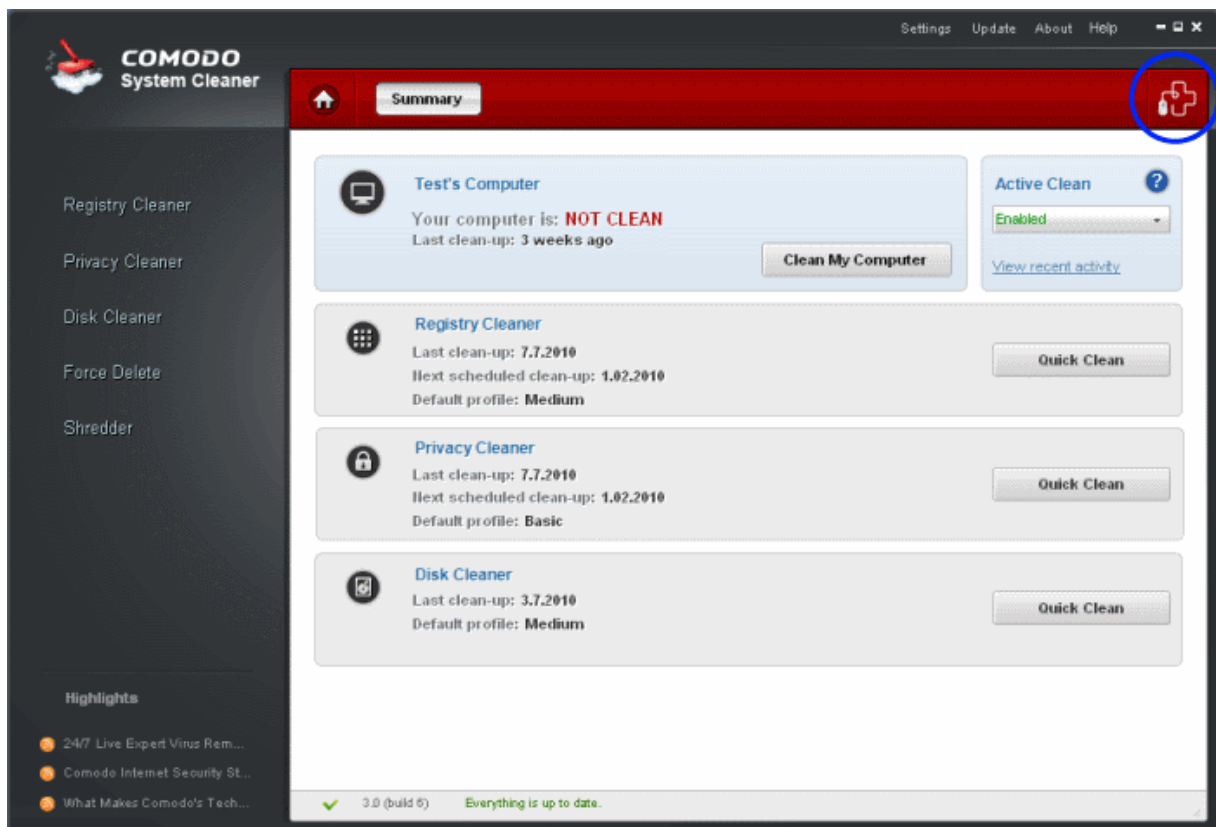 Settings Update About Help
COMODO
System Cleaner
Summary
Registry Cleaner
Privacy Cleaner
Disk Cleaner
Force Delete
Shredder
Test's Computer
Your computer is: NOT CLEAN
Last clean-up: 3 weeks ago
Clean My Computer
Active Clean
?
Enabled
View recent activity
Registry Cleaner
Last clean-up: 7.7.2010
Next scheduled clean-up: 1.02.2010
Default profile: Medium
Quick Clean
Privacy Cleaner
Last clean-up: 7.7.2010
Next scheduled clean-up: 1.02.2010
Default profile: Basic
Quick Clean
Disk Cleaner
Last clean-up: 3.7.2010
Default profile: Medium
Quick Clean
Highlights
24/7 Live Expert Virus Rem...
Comodo Internet Security St...
What Makes Comodo's Tech...
3.0 (build 6) Everything is up to date.